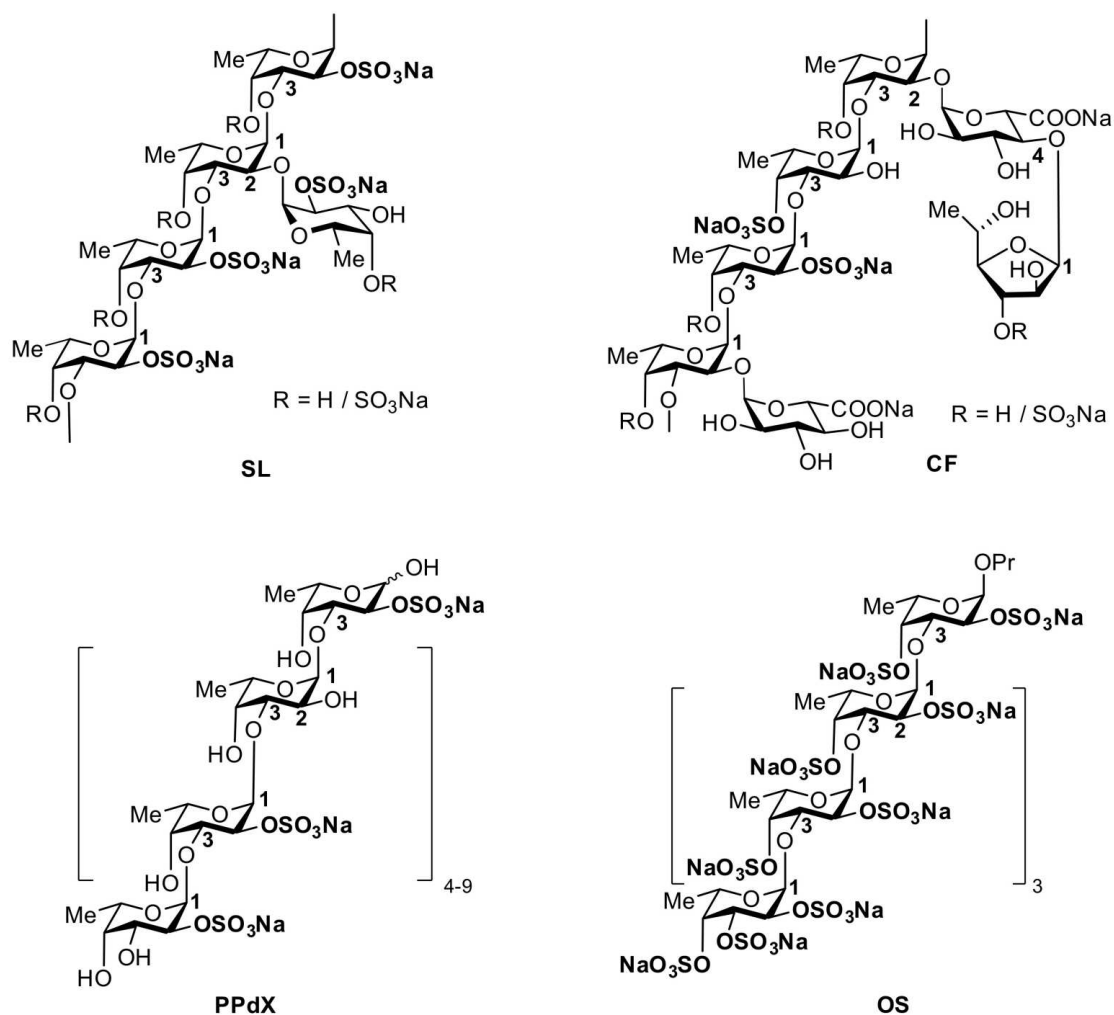 Me O OSO₃Na
3
O
RO
Me O 1
O
3 2
OSO₃Na
O
RO
OH
O
Me O 1
OSO₃Na
Me
3
O
OR
RO
Me O 1
OSO₃Na
RO
O
R = H / SO₃Na
SL
Me O
3 2
O
O
RO
O COONa
HO
HO 4
O
Me O 1
OH
3
O
NaO₃SO
Me OH
Me O 1
OSO₃Na
3
O
RO
O
HO
1
RO
Me O 1
O
O
RO
O COONa
HO
OH
OH
R = H / SO₃Na
CF
OH
Me O
OSO₃Na
3
O
HO
Me O 1
OH
3 2
O
HO
Me O 1
OSO₃Na
3
O
HO
4-9
Me O 1
OSO₃Na
OH
HO
PPdX
OPr
Me O
OSO₃Na
3
O
NaO₃SO
Me O 1
OSO₃Na
3 2
O
NaO₃SO
Me O 1
OSO₃Na
3
O
NaO₃SO
3
Me O 1
OSO₃Na
OSO₃Na
NaO₃SO
OS